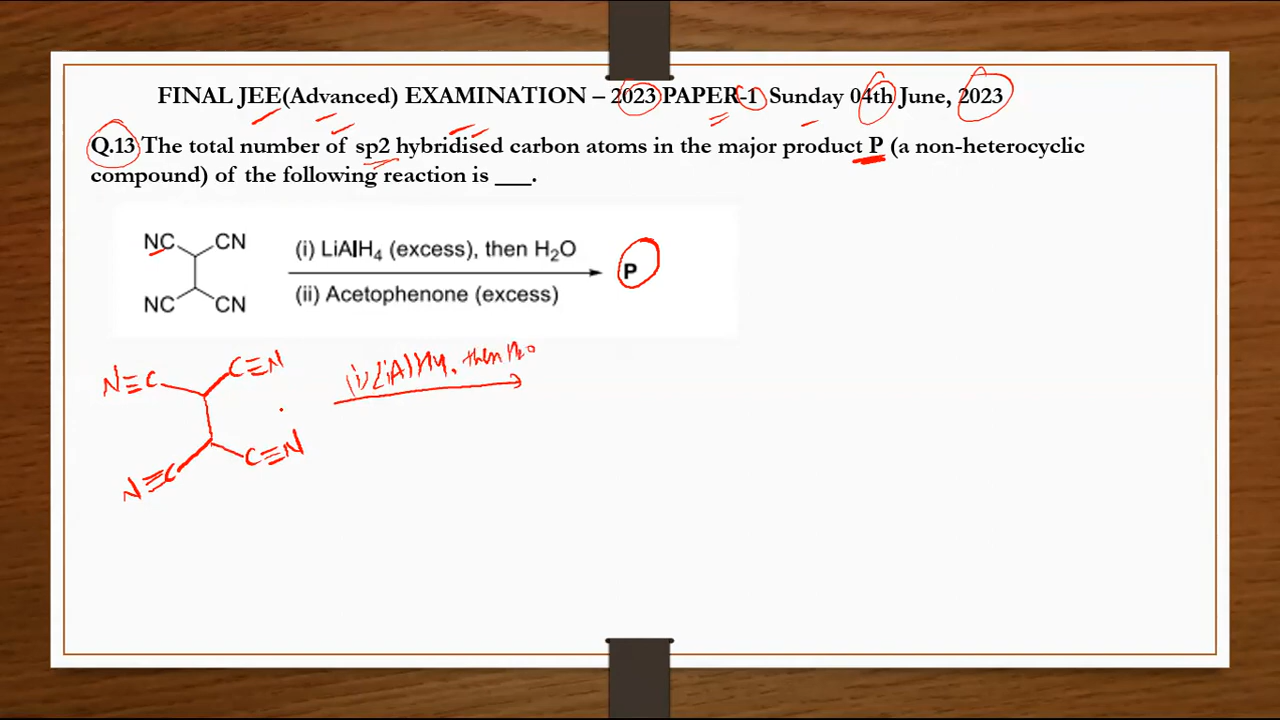 FINAL JEE(Advanced) EXAMINATION – 2023 PAPER-1 Sunday 04th June, 2023
Q.13 The total number of sp2 hybridised carbon atoms in the major product P (a non-heterocyclic
compound) of the following reaction is ___.
NC CN (i) LiAlH4 (excess), then H2O
P
NC CN (ii) Acetophenone (excess)
N≡C C≡N (i) LiAlH4, then H2O
N≡C C≡N